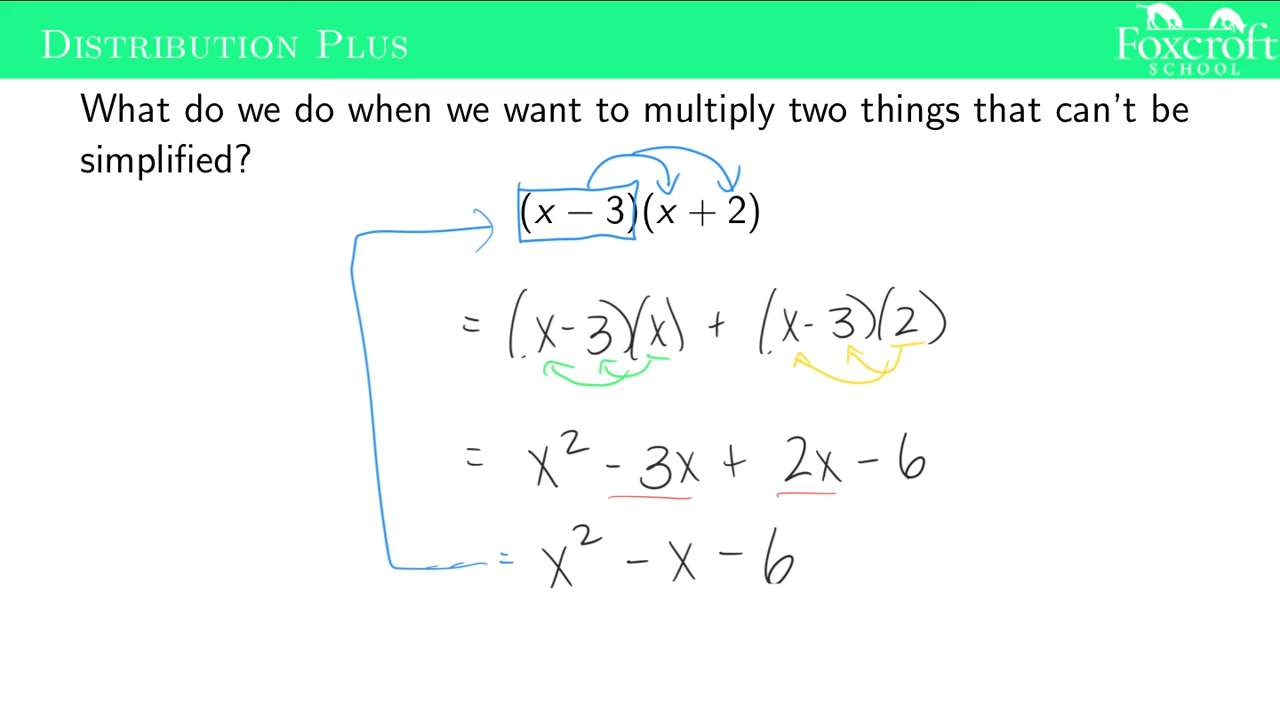 DISTRIBUTION PLUS
Foxcroft
SCHOOL
What do we do when we want to multiply two things that can't be
simplified?
(x − 3)(x + 2)
= (x - 3)(x) + (x - 3)(2)
= x² - 3x + 2x - 6
= x² - x - 6